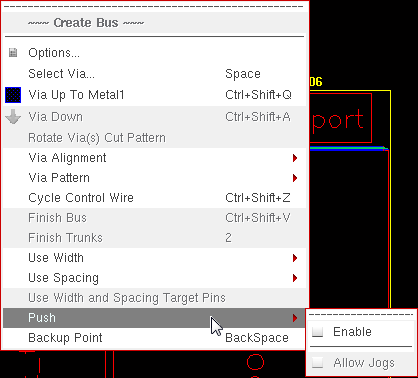 ~~~ Create Bus ~~~
Options...
Select Via... Space
Via Up To Metal1 Ctrl+Shift+Q
Via Down Ctrl+Shift+A
Rotate Via(s) Cut Pattern
Via Alignment
Via Pattern
Cycle Control Wire Ctrl+Shift+Z
Finish Bus Ctrl+Shift+V
Finish Trunks 2
Use Width
Use Spacing
Use Width and Spacing Target Pins
Push
Backup Point BackSpace
06
port
Enable
Allow Jogs